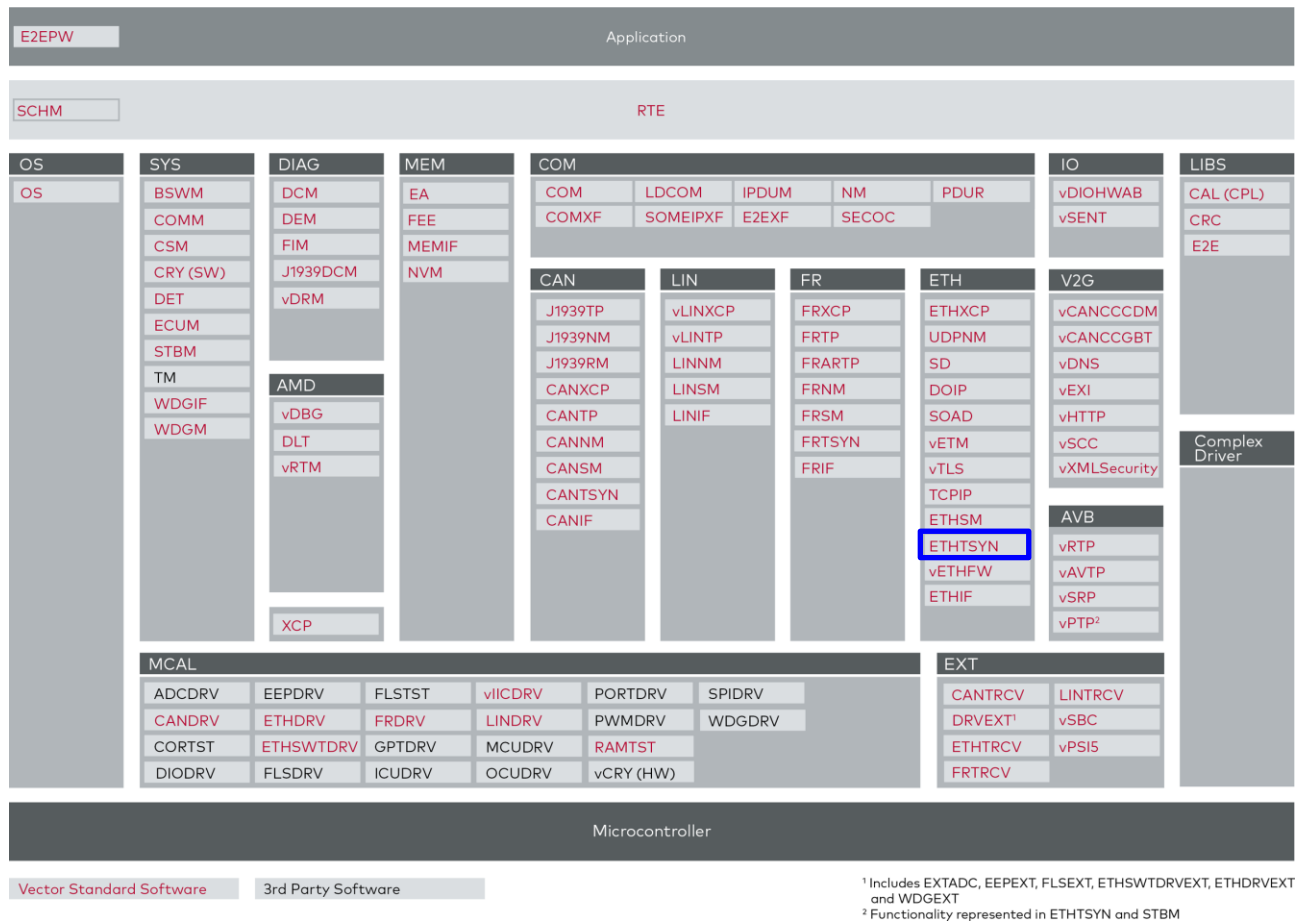 E2EPW
Application
SCHM
RTE
OS
OS
SYS
BSWM
COMM
CSM
CRY (SW)
DET
ECUM
STBM
TM
WDGIF
WDGM
DIAG
DCM
DEM
FIM
J1939DCM
vDRM
AMD
vDBG
DLT
vRTM
XCP
MEM
EA
FEE
MEMIF
NVM
COM
COM LDCOM IPDUM NM PDUR
COMXF SOMEIPXF E2EXF SECOC
CAN
J1939TP
J1939NM
J1939RM
CANXCP
CANTP
CANNM
CANSM
CANTSYN
CANIF
LIN
vLINXCP
vLINTP
LINNM
LINSM
LINIF
FR
FRXCP
FRTP
FRARTP
FRNM
FRSM
FRTSYN
FRIF
ETH
ETHXCP
UDPNM
SD
DOIP
SOAD
vETM
vTLS
TCPIP
ETHSM
ETHTSYN
vETHFW
ETHIF
IO
vDIOHWAB
vSENT
V2G
vCANCCCDM
vCANCCGBT
vDNS
vEXI
vHTTP
vSCC
vXMLSecurity
AVB
vRTP
vAVTP
vSRP
vPTP²
LIBS
CAL (CPL)
CRC
E2E
Complex
Driver
MCAL
ADCDRV EEPDRV FLSTST vIICDRV PORTDRV SPIDRV
CANDRV ETHDRV FRDRV LINDRV PWMDRV WDGDRV
CORTST ETHSWTDRV GPTDRV MCUDRV RAMTST
DIODRV FLSDRV ICUDRV OCUDRV vCRY (HW)
EXT
CANTRCV LINTRCV
DRVEXT¹ vSBC
ETHTRCV vPSI5
FRTRCV
Microcontroller
Vector Standard Software
3rd Party Software
¹ Includes EXTADC, EEPEXT, FLSEXT, ETHSWTDRVEXT, ETHDRVEXT
and WDGEXT
² Functionality represented in ETHTSYN and STBM